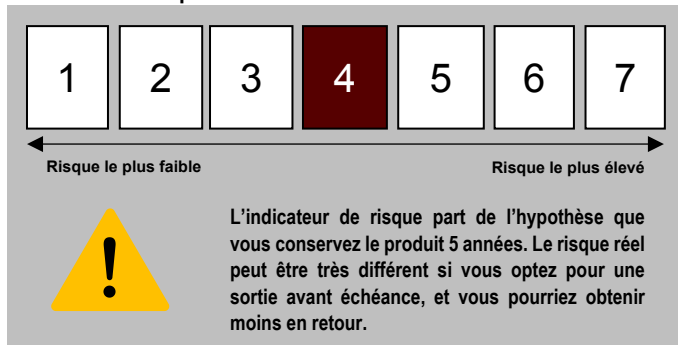 1 2 3 4 5 6 7
Risque le plus faible Risque le plus élevé
L'indicateur de risque part de l'hypothèse que
vous conservez le produit 5 années. Le risque réel
peut être très différent si vous optez pour une
sortie avant échéance, et vous pourriez obtenir
moins en retour.